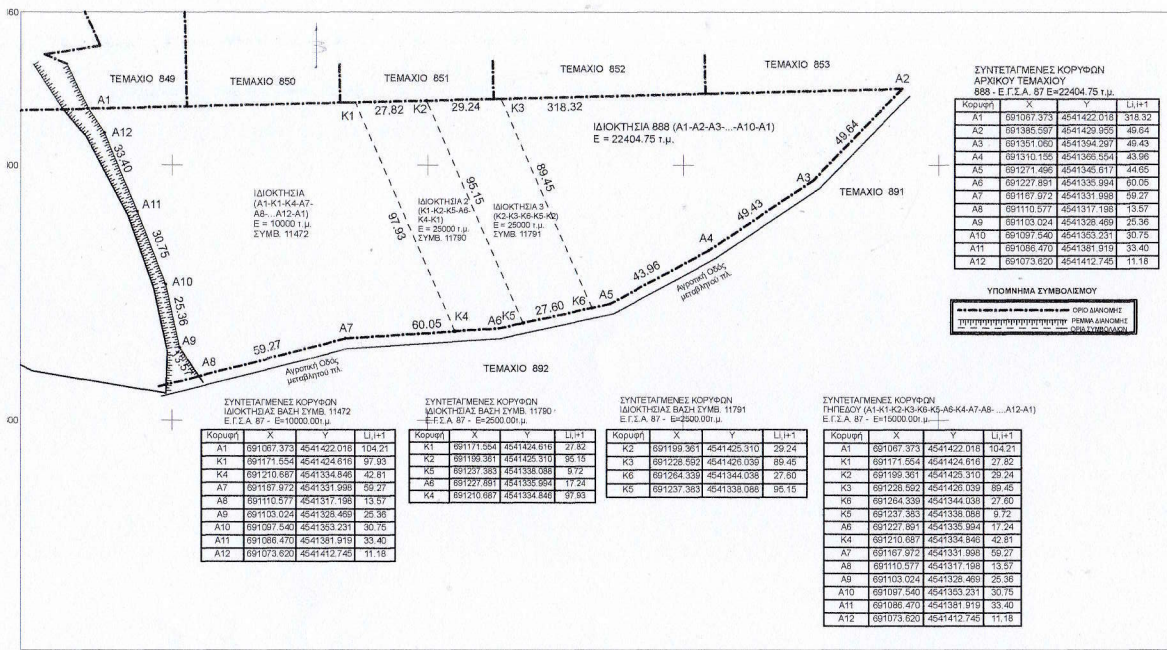 360
ΤΕΜΑΧΙΟ 849
ΤΕΜΑΧΙΟ 850
ΤΕΜΑΧΙΟ 851
ΤΕΜΑΧΙΟ 852
ΤΕΜΑΧΙΟ 853
A1
K1
27.82
K2
29.24
K3
318.32
A2
A12
33.40
A11
30.75
A10
25.36
A9
13.57
A8
59.27
A7
60.05
K4
A6
K5
27.60
K6
A5
43.96
A4
49.43
A3
49.64
97.93
95.15
89.45
000
000
ΙΔΙΟΚΤΗΣΙΑ 888 (A1-A2-A3-...-A10-A1)
E = 22404.75 τ.μ.
ΙΔΙΟΚΤΗΣΙΑ
(A1-K1-K4-A7-
A8-...A12-A1)
E = 10000 τ.μ.
ΣΥΜΒ. 11472
ΙΔΙΟΚΤΗΣΙΑ 2
(K1-K2-K5-A6-
K4-K1)
E = 25000 τ.μ.
ΣΥΜΒ. 11790
ΙΔΙΟΚΤΗΣΙΑ 3
(K2-K3-K6-K5-K2)
E = 25000 τ.μ.
ΣΥΜΒ. 11791
ΤΕΜΑΧΙΟ 891
ΤΕΜΑΧΙΟ 892
Αγροτική Οδός
μεταβλητού πλ.
Αγροτική Οδός
μεταβλητού πλ.
ΣΥΝΤΕΤΑΓΜΕΝΕΣ ΚΟΡΥΦΩΝ
ΑΡΧΙΚΟΥ ΤΕΜΑΧΙΟΥ
888 - Ε.Γ.Σ.Α. 87 E=22404.75 τ.μ.
Κορυφή X Y Li,i+1
A1 691067.373 4541422.018 318.32
A2 691385.597 4541429.955 49.64
A3 691351.060 4541394.297 49.43
A4 691310.155 4541366.554 43.96
A5 691271.496 4541345.617 44.65
A6 691227.891 4541335.994 60.05
A7 691167.972 4541331.998 59.27
A8 691110.577 4541317.198 13.57
A9 691103.024 4541328.469 25.36
A10 691097.540 4541353.231 30.75
A11 691086.470 4541381.919 33.40
A12 691073.620 4541412.745 11.18
ΥΠΟΜΝΗΜΑ ΣΥΜΒΟΛΙΣΜΟΥ
ΟΡΙΟ ΔΙΑΝΟΜΗΣ
ΡΕΜΜΑ ΔΙΑΝΟΜΗΣ
ΟΡΙΑ ΣΥΜΒΟΛΑΙΩΝ
ΣΥΝΤΕΤΑΓΜΕΝΕΣ ΚΟΡΥΦΩΝ
ΙΔΙΟΚΤΗΣΙΑΣ ΒΑΣΗ ΣΥΜΒ. 11472
Ε.Γ.Σ.Α. 87 - E=10000.00τ.μ.
Κορυφή X Y Li,i+1
A1 691067.373 4541422.018 104.21
K1 691171.554 4541424.616 97.93
K4 691210.687 4541334.846 42.81
A7 691167.972 4541331.998 59.27
A8 691110.577 4541317.198 13.57
A9 691103.024 4541328.469 25.36
A10 691097.540 4541353.231 30.75
A11 691086.470 4541381.919 33.40
A12 691073.620 4541412.745 11.18
ΣΥΝΤΕΤΑΓΜΕΝΕΣ ΚΟΡΥΦΩΝ
ΙΔΙΟΚΤΗΣΙΑΣ ΒΑΣΗ ΣΥΜΒ. 11790
Ε.Γ.Σ.Α. 87 - E=2500.00τ.μ.
Κορυφή X Y Li,i+1
K1 691171.554 4541424.616 27.82
K2 691199.361 4541425.310 95.15
K5 691237.383 4541338.088 9.72
A6 691227.891 4541335.994 17.24
K4 691210.687 4541334.846 97.93
ΣΥΝΤΕΤΑΓΜΕΝΕΣ ΚΟΡΥΦΩΝ
ΙΔΙΟΚΤΗΣΙΑΣ ΒΑΣΗ ΣΥΜΒ. 11791
Ε.Γ.Σ.Α. 87 - E=2500.00τ.μ.
Κορυφή X Y Li,i+1
K2 691199.361 4541425.310 29.24
K3 691228.592 4541426.039 89.45
K6 691264.339 4541344.038 27.60
K5 691237.383 4541338.088 95.15
ΣΥΝΤΕΤΑΓΜΕΝΕΣ ΚΟΡΥΦΩΝ
ΓΗΠΕΔΟΥ (A1-K1-K2-K3-K6-K5-A6-K4-A7-A8-....A12-A1)
Ε.Γ.Σ.Α. 87 - E=15000.00τ.μ.
Κορυφή X Y Li,i+1
A1 691067.373 4541422.018 104.21
K1 691171.554 4541424.616 27.82
K2 691199.361 4541425.310 29.24
K3 691228.592 4541426.039 89.45
K6 691264.339 4541344.038 27.60
K5 691237.383 4541338.088 9.72
A6 691227.891 4541335.994 17.24
K4 691210.687 4541334.846 42.81
A7 691167.972 4541331.998 59.27
A8 691110.577 4541317.198 13.57
A9 691103.024 4541328.469 25.36
A10 691097.540 4541353.231 30.75
A11 691086.470 4541381.919 33.40
A12 691073.620 4541412.745 11.18